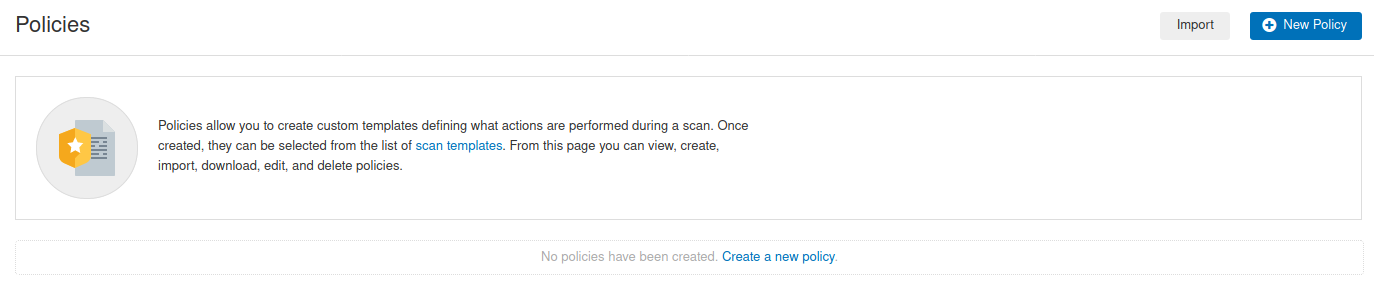 Policies
Import
New Policy
Policies allow you to create custom templates defining what actions are performed during a scan. Once
created, they can be selected from the list of scan templates. From this page you can view, create,
import, download, edit, and delete policies.
No policies have been created. Create a new policy.